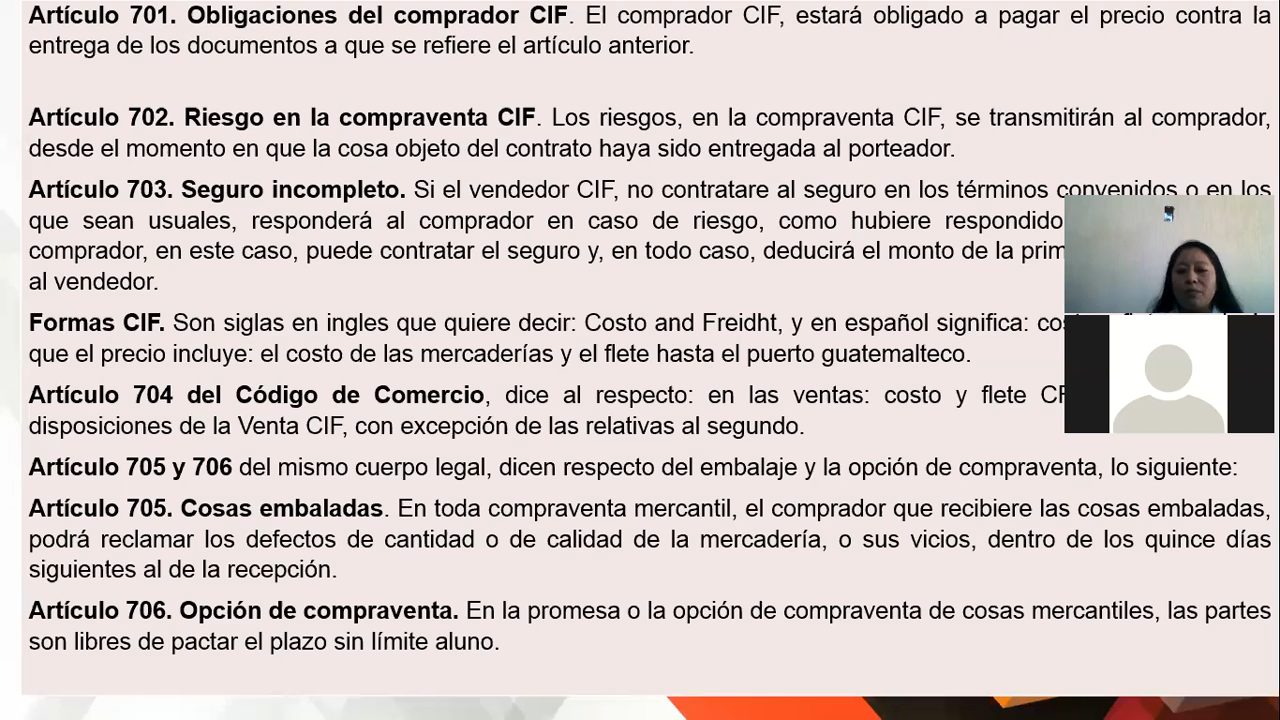 Artículo 701. Obligaciones del comprador CIF. El comprador CIF, estará obligado a pagar el precio contra la
entrega de los documentos a que se refiere el artículo anterior.
Artículo 702. Riesgo en la compraventa CIF. Los riesgos, en la compraventa CIF, se transmitirán al comprador,
desde el momento en que la cosa objeto del contrato haya sido entregada al porteador.
Artículo 703. Seguro incompleto. Si el vendedor CIF, no contratare al seguro en los términos convenidos o en los
que sean usuales, responderá al comprador en caso de riesgo, como hubiere respondido
comprador, en este caso, puede contratar el seguro y, en todo caso, deducirá el monto de la
al vendedor.
Formas CIF. Son siglas en ingles que quiere decir: Costo and Freidht, y en español significa:
que el precio incluye: el costo de las mercaderías y el flete hasta el puerto guatemalteco.
Artículo 704 del Código de Comercio, dice al respecto: en las ventas: costo y flete
disposiciones de la Venta CIF, con excepción de las relativas al segundo.
Artículo 705 y 706 del mismo cuerpo legal, dicen respecto del embalaje y la opción de compraventa, lo siguiente:
Artículo 705. Cosas embaladas. En toda compraventa mercantil, el comprador que recibiere las cosas embaladas,
podrá reclamar los defectos de cantidad o de calidad de la mercadería, o sus vicios, dentro de los quince días
siguientes al de la recepción.
Artículo 706. Opción de compraventa. En la promesa o la opción de compraventa de cosas mercantiles, las partes
son libres de pactar el plazo sin límite aluno.